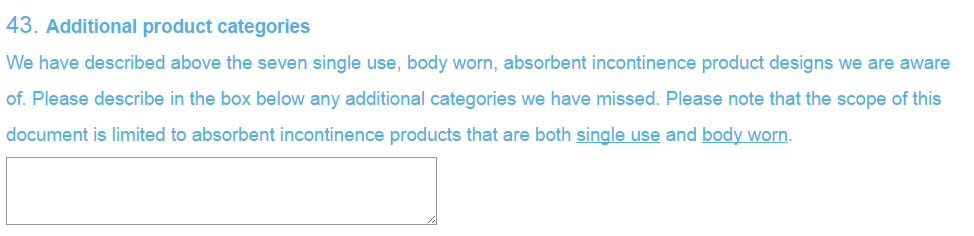 43. Additional product categories
We have described above the seven single use, body worn, absorbent incontinence product designs we are aware
of. Please describe in the box below any additional categories we have missed. Please note that the scope of this
document is limited to absorbent incontinence products that are both single use and body worn.